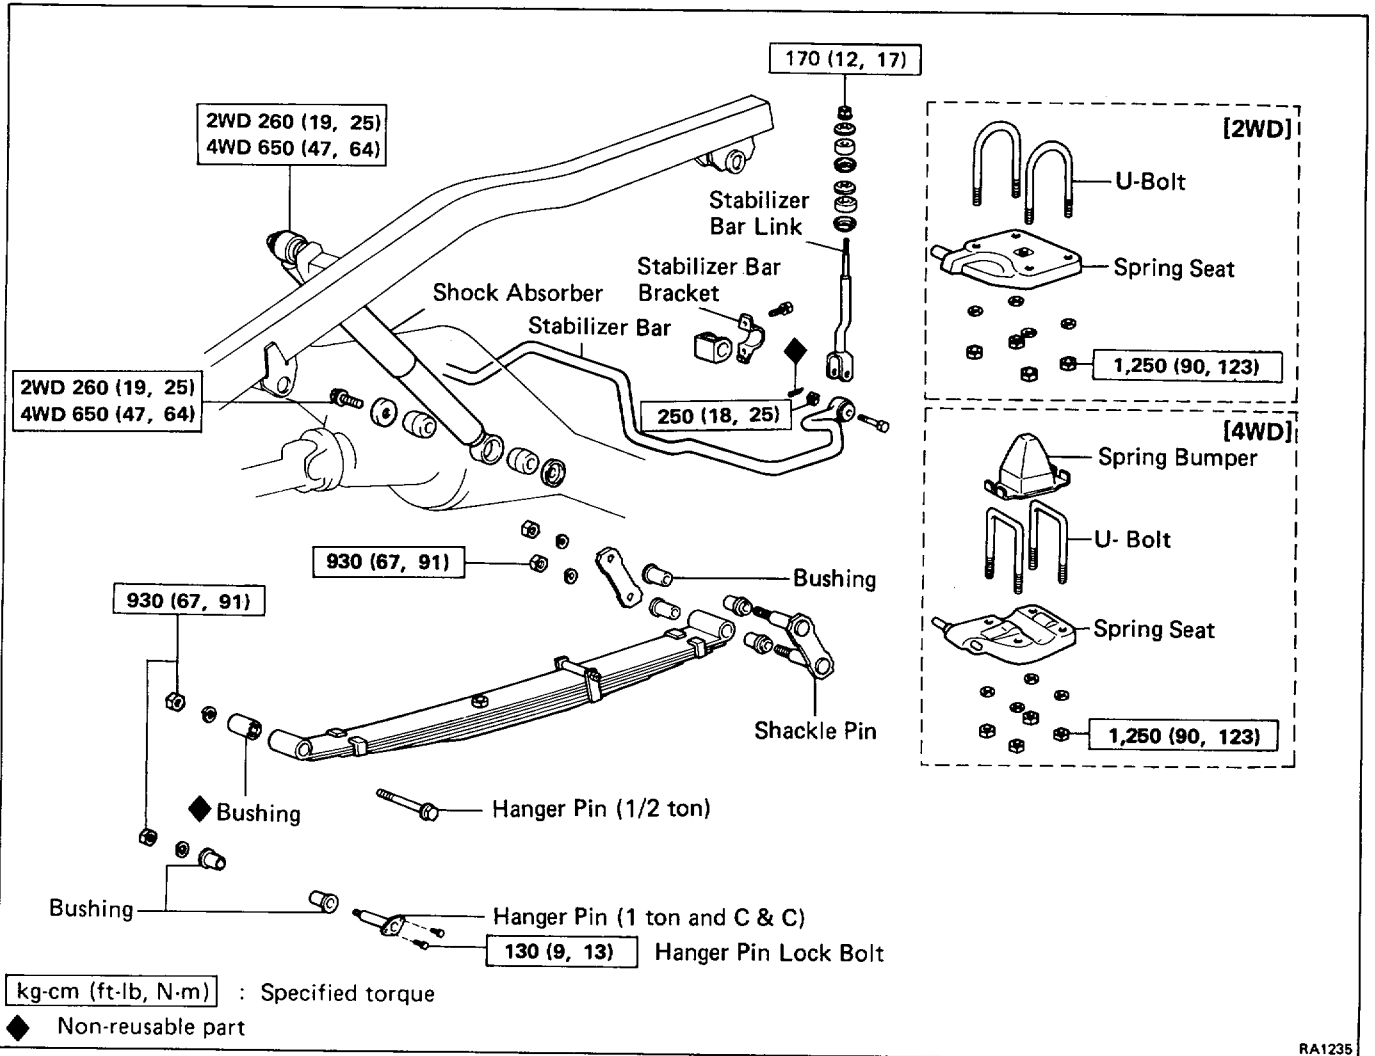 170 (12, 17)
2WD 260 (19, 25)
4WD 650 (47, 64)
[2WD]
U-Bolt
Stabilizer
Bar Link
Spring Seat
Stabilizer Bar
Bracket
Shock Absorber
Stabilizer Bar
1,250 (90, 123)
2WD 260 (19, 25)
4WD 650 (47, 64)
250 (18, 25)
[4WD]
Spring Bumper
U- Bolt
930 (67, 91)
Bushing
930 (67, 91)
Spring Seat
Shackle Pin
1,250 (90, 123)
Hanger Pin (1/2 ton)
Bushing
Bushing
Hanger Pin (1 ton and C & C)
130 (9, 13) Hanger Pin Lock Bolt
kg-cm (ft-lb, N·m) : Specified torque
Non-reusable part
RA1235